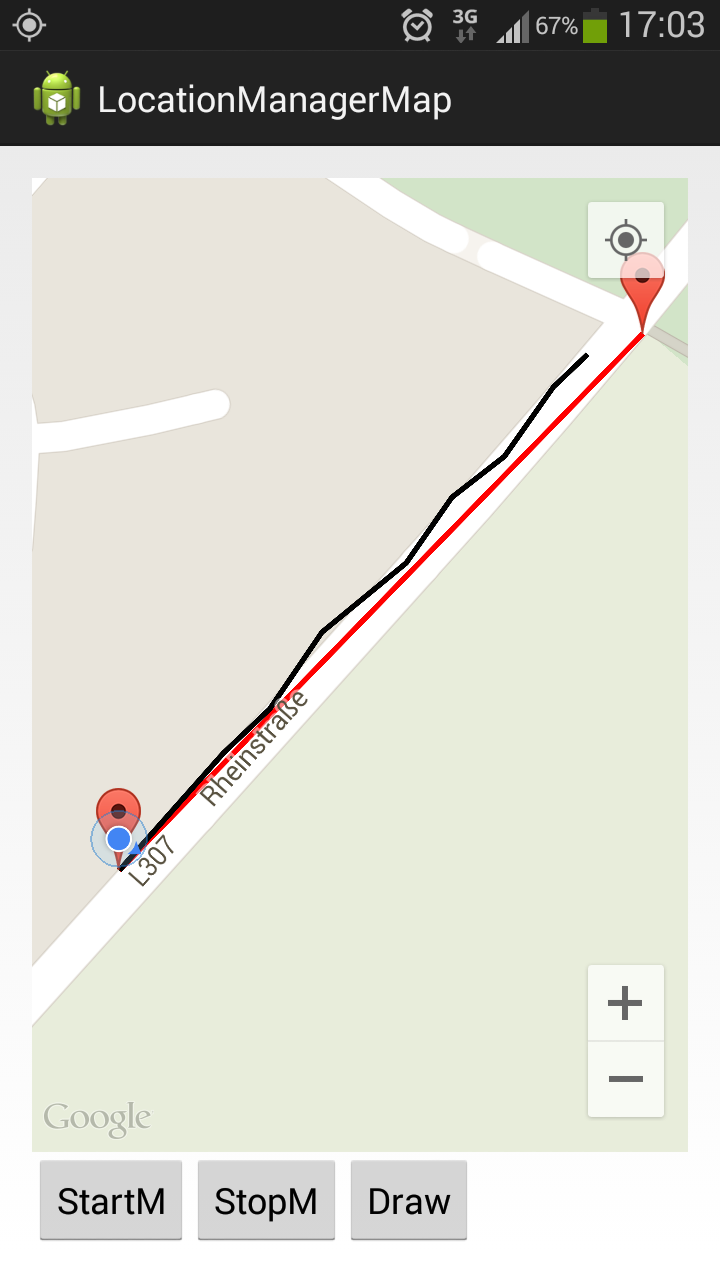 3G 67% 17:03
LocationManagerMap
Rheinstraße
L307
Google
StartM StopM Draw